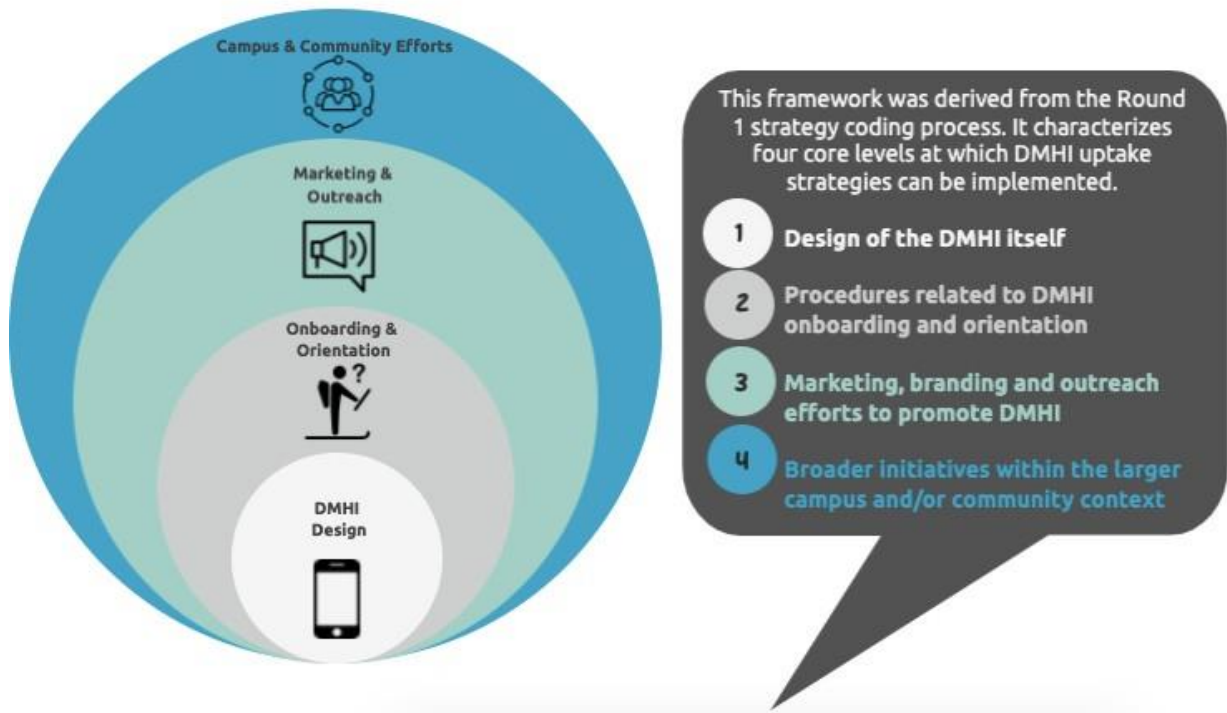 Campus & Community Efforts
Marketing &
Outreach
Onboarding &
Orientation
?
DMHI
Design
This framework was derived from the Round
1 strategy coding process. It characterizes
four core levels at which DMHI uptake
strategies can be implemented.
1
Design of the DMHI itself
2
Procedures related to DMHI
onboarding and orientation
3
Marketing, branding and outreach
efforts to promote DMHI
4
Broader initiatives within the larger
campus and/or community context